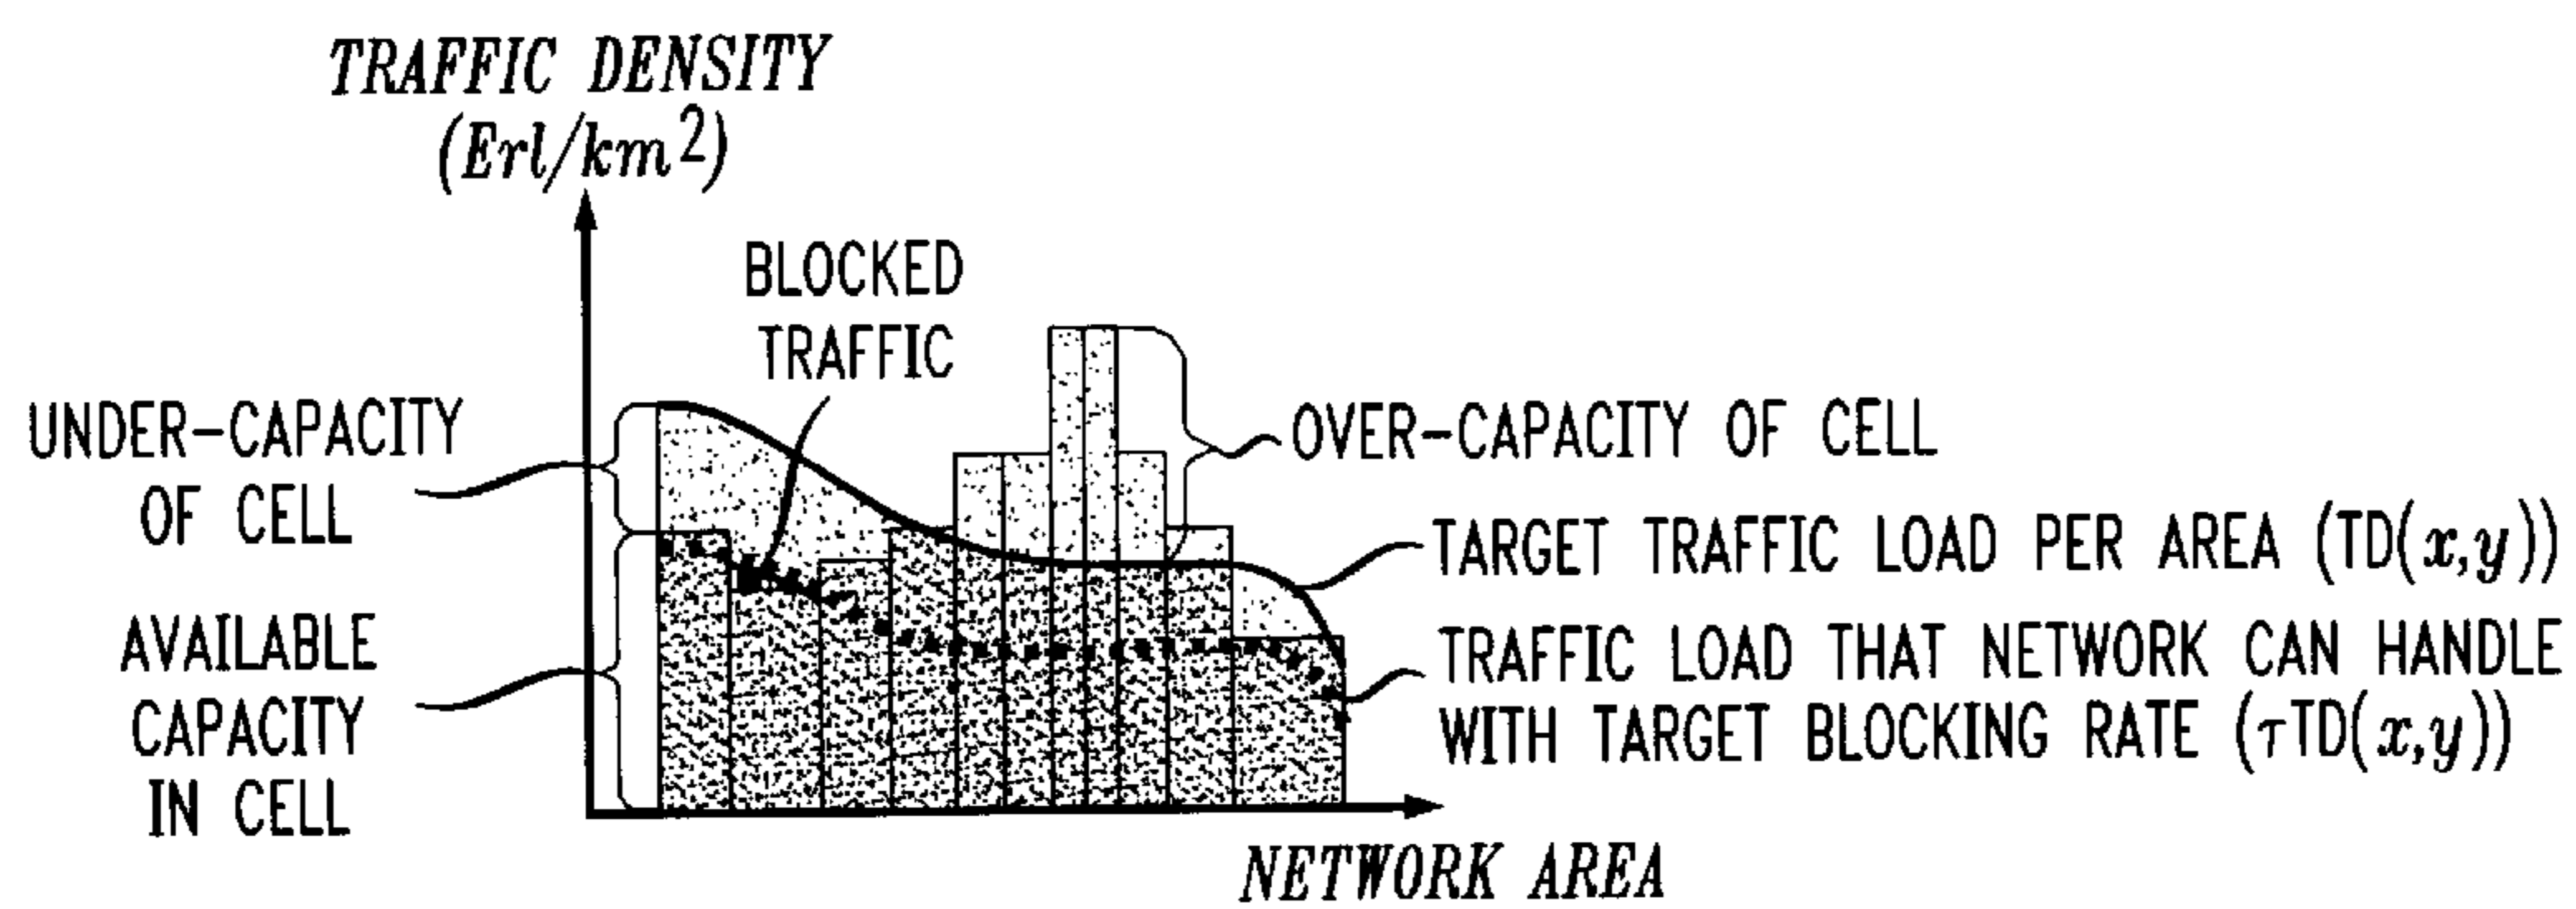 TRAFFIC DENSITY
(Erl/km²)
BLOCKED
TRAFFIC
UNDER-CAPACITY
OF CELL
OVER-CAPACITY OF CELL
TARGET TRAFFIC LOAD PER AREA (TD(x,y))
AVAILABLE
CAPACITY
IN CELL
TRAFFIC LOAD THAT NETWORK CAN HANDLE
WITH TARGET BLOCKING RATE (τTD(x,y))
NETWORK AREA